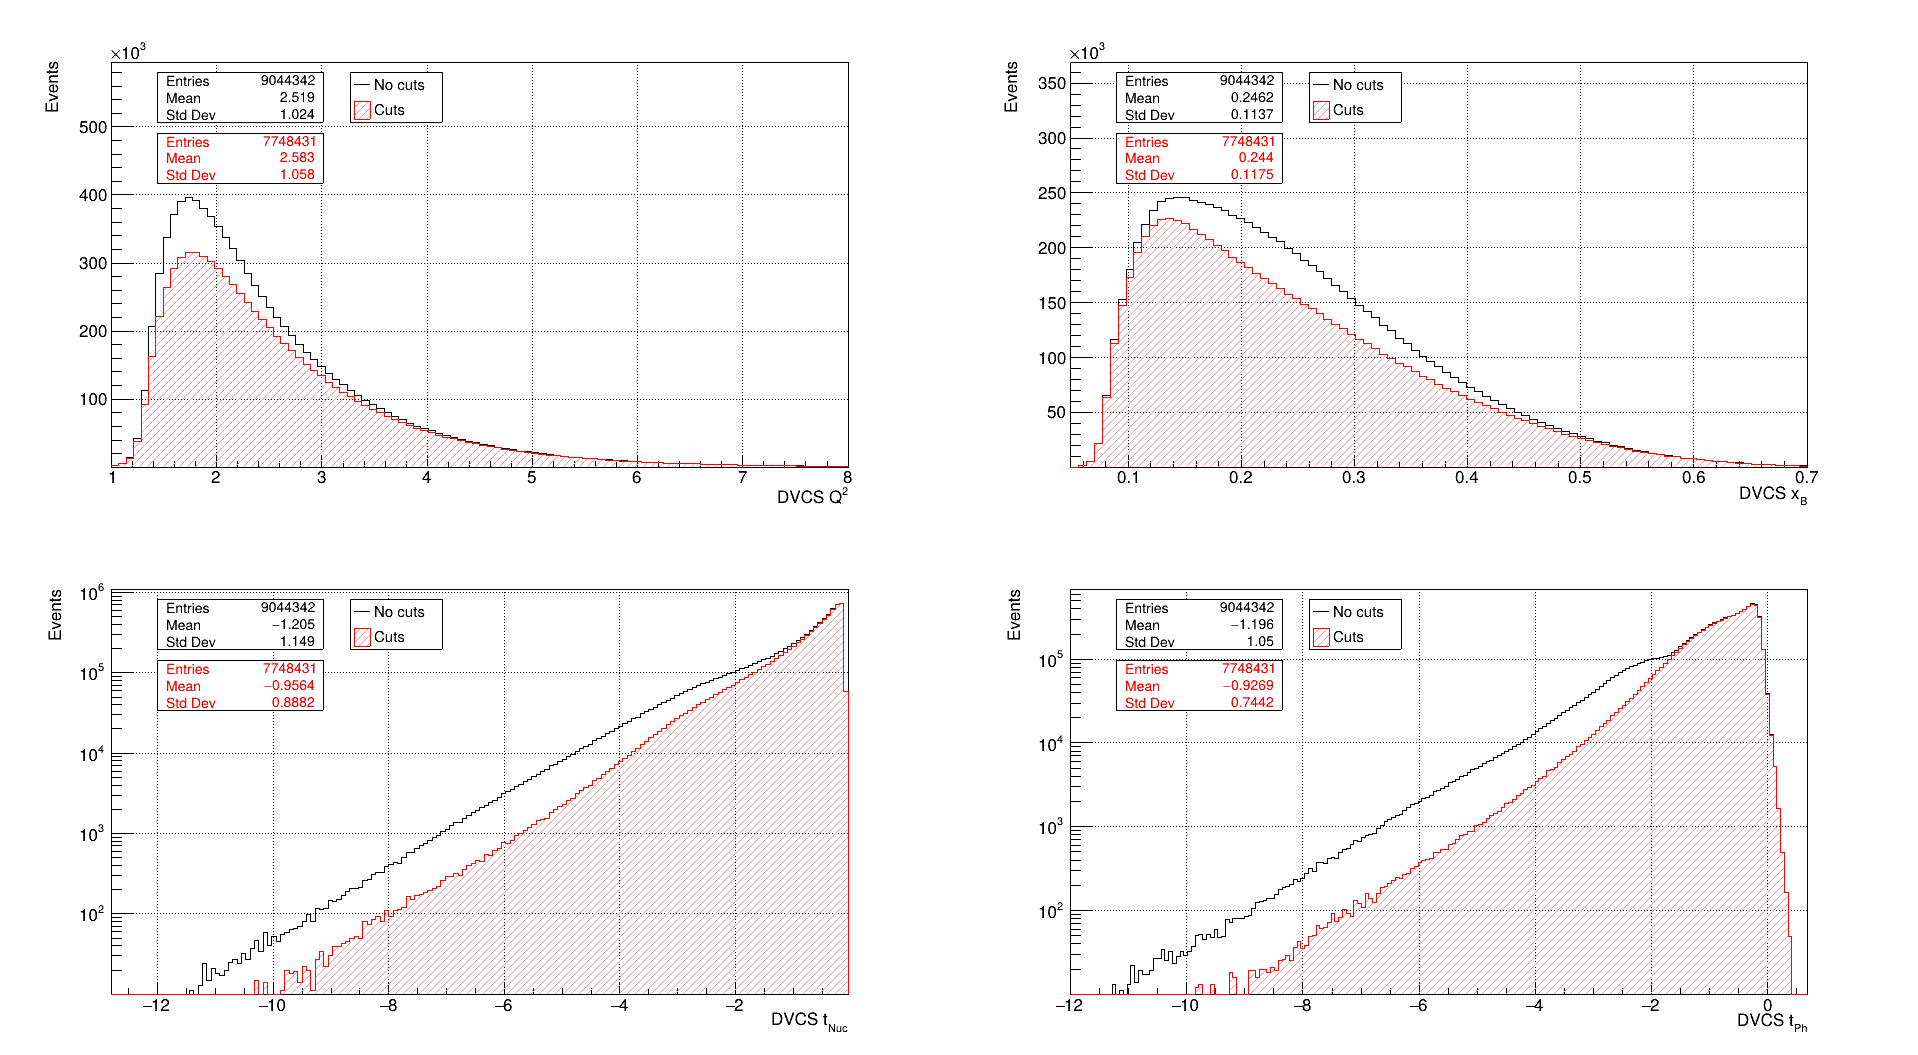 ×10³
Events
Entries 9044342
Mean 2.519
Std Dev 1.024
Entries 7748431
Mean 2.583
Std Dev 1.058
No cuts
Cuts
500
400
300
200
100
1 2 3 4 5 6 7 8
DVCS Q²
×10³
Events
Entries 9044342
Mean 0.2462
Std Dev 0.1137
Entries 7748431
Mean 0.244
Std Dev 0.1175
No cuts
Cuts
350
300
250
200
150
100
50
0.1 0.2 0.3 0.4 0.5 0.6 0.7
DVCS x_B
Events
Entries 9044342
Mean −1.205
Std Dev 1.149
Entries 7748431
Mean −0.9564
Std Dev 0.8882
No cuts
Cuts
10⁶
10⁵
10⁴
10³
10²
−12 −10 −8 −6 −4 −2
DVCS t_Nuc
Events
Entries 9044342
Mean −1.196
Std Dev 1.05
Entries 7748431
Mean −0.9269
Std Dev 0.7442
No cuts
Cuts
10⁵
10⁴
10³
10²
−12 −10 −8 −6 −4 −2 0
DVCS t_Ph